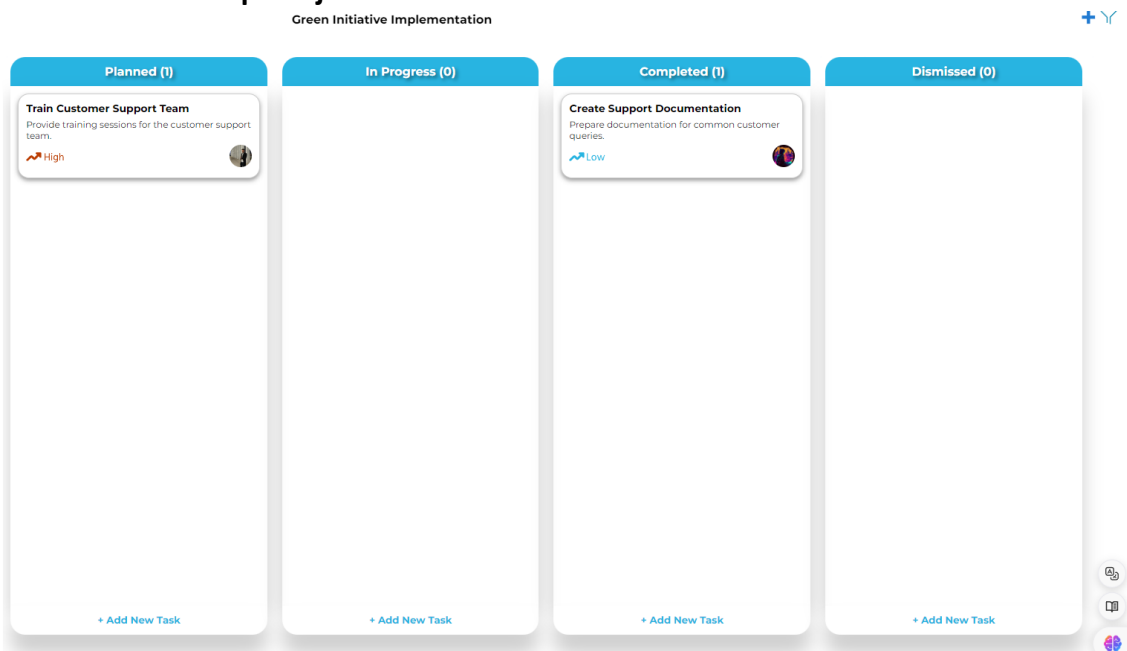 Green Initiative Implementation
Planned (1)
Train Customer Support Team
Provide training sessions for the customer support
team.
High
+ Add New Task
In Progress (0)
+ Add New Task
Completed (1)
Create Support Documentation
Prepare documentation for common customer
queries.
Low
+ Add New Task
Dismissed (0)
+ Add New Task